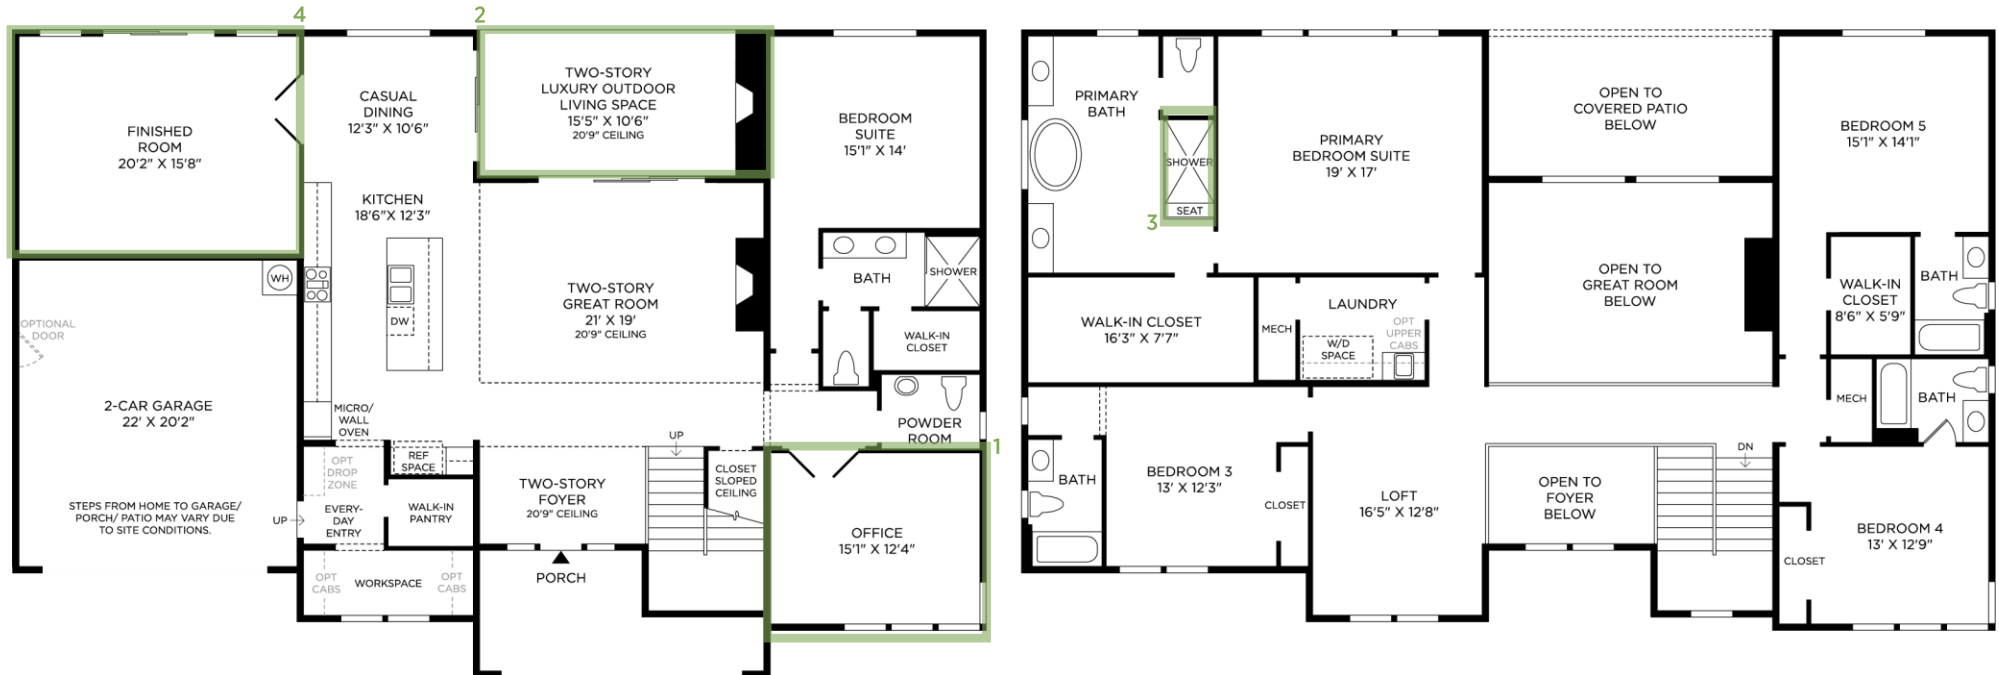 4
2
FINISHED
ROOM
20'2" X 15'8"
CASUAL
DINING
12'3" X 10'6"
TWO-STORY
LUXURY OUTDOOR
LIVING SPACE
15'5" X 10'6"
20'9" CEILING
BEDROOM
SUITE
15'1" X 14'
KITCHEN
18'6"X 12'3"
WH
DW
TWO-STORY
GREAT ROOM
21' X 19'
20'9" CEILING
BATH
SHOWER
WALK-IN
CLOSET
OPTIONAL
DOOR
2-CAR GARAGE
22' X 20'2"
MICRO/
WALL
OVEN
POWDER
ROOM
UP
1
REF
SPACE
OPT
DROP
ZONE
CLOSET
SLOPED
CEILING
TWO-STORY
FOYER
20'9" CEILING
STEPS FROM HOME TO GARAGE/
PORCH/ PATIO MAY VARY DUE
TO SITE CONDITIONS.
UP
EVERY-
DAY
ENTRY
WALK-IN
PANTRY
OFFICE
15'1" X 12'4"
OPT
CABS
WORKSPACE
OPT
CABS
PORCH
PRIMARY
BATH
SHOWER
SEAT
3
PRIMARY
BEDROOM SUITE
19' X 17'
OPEN TO
COVERED PATIO
BELOW
BEDROOM 5
15'1" X 14'1"
WALK-IN CLOSET
16'3" X 7'7"
MECH
LAUNDRY
OPT
UPPER
CABS
W/D
SPACE
OPEN TO
GREAT ROOM
BELOW
WALK-IN
CLOSET
8'6" X 5'9"
BATH
MECH
BATH
BATH
BEDROOM 3
13' X 12'3"
CLOSET
LOFT
16'5" X 12'8"
OPEN TO
FOYER
BELOW
DN
CLOSET
BEDROOM 4
13' X 12'9"